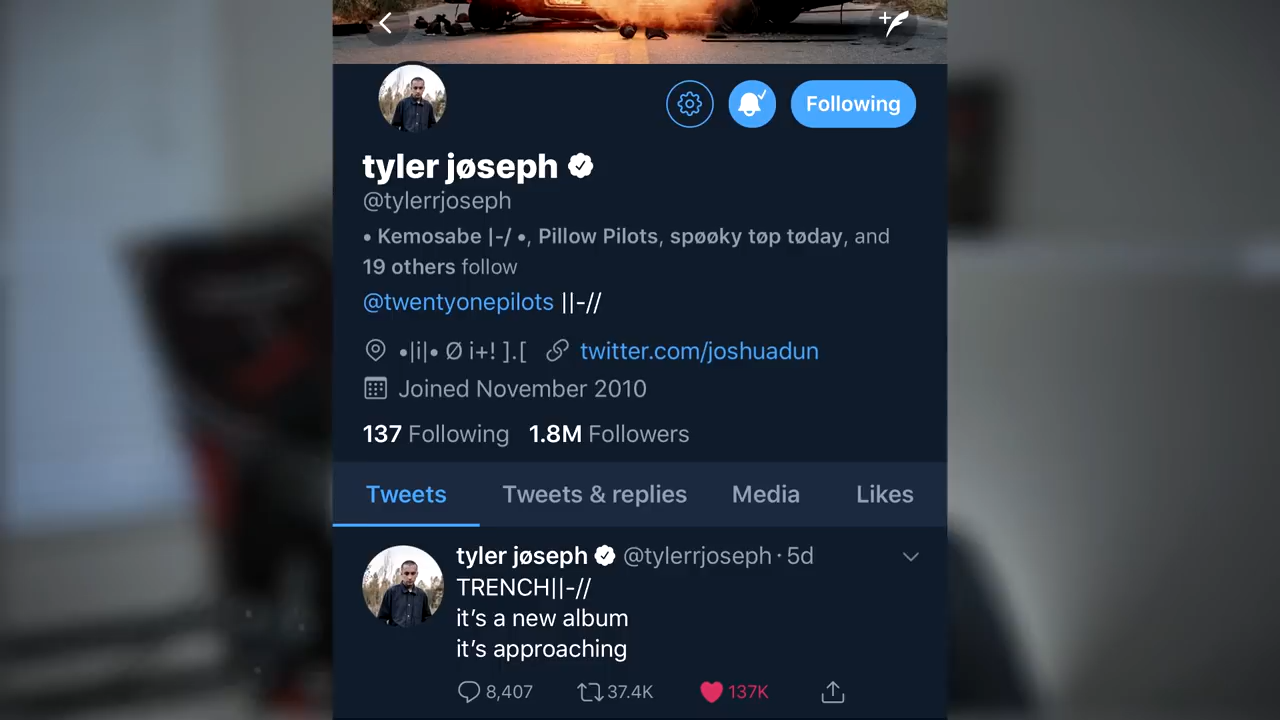 Following
tyler jøseph
@tylerrjoseph
• Kemosabe |-/ •, Pillow Pilots, spøøky tøp tøday, and
19 others follow
@twentyonepilots ||-//
•|i|• Ø i+! ].[ twitter.com/joshuadun
Joined November 2010
137 Following 1.8M Followers
Tweets Tweets & replies Media Likes
tyler jøseph @tylerrjoseph · 5d
TRENCH||-//
it’s a new album
it’s approaching
8,407 37.4K 137K